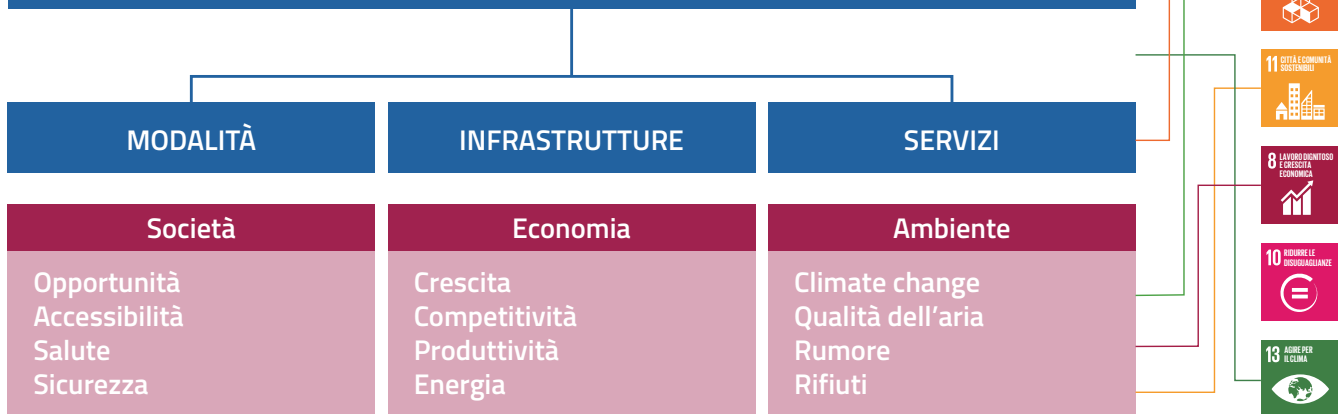 MODALITÀ
INFRASTRUTTURE
SERVIZI
Società
Opportunità
Accessibilità
Salute
Sicurezza
Economia
Crescita
Competitività
Produttività
Energia
Ambiente
Climate change
Qualità dell'aria
Rumore
Rifiuti
11 CITTÀ E COMUNITÀ
SOSTENIBILI
8 LAVORO DIGNITOSO
E CRESCITA
ECONOMICA
10 RIDURRE LE
DISUGUAGLIANZE
13 AGIRE PER
IL CLIMA